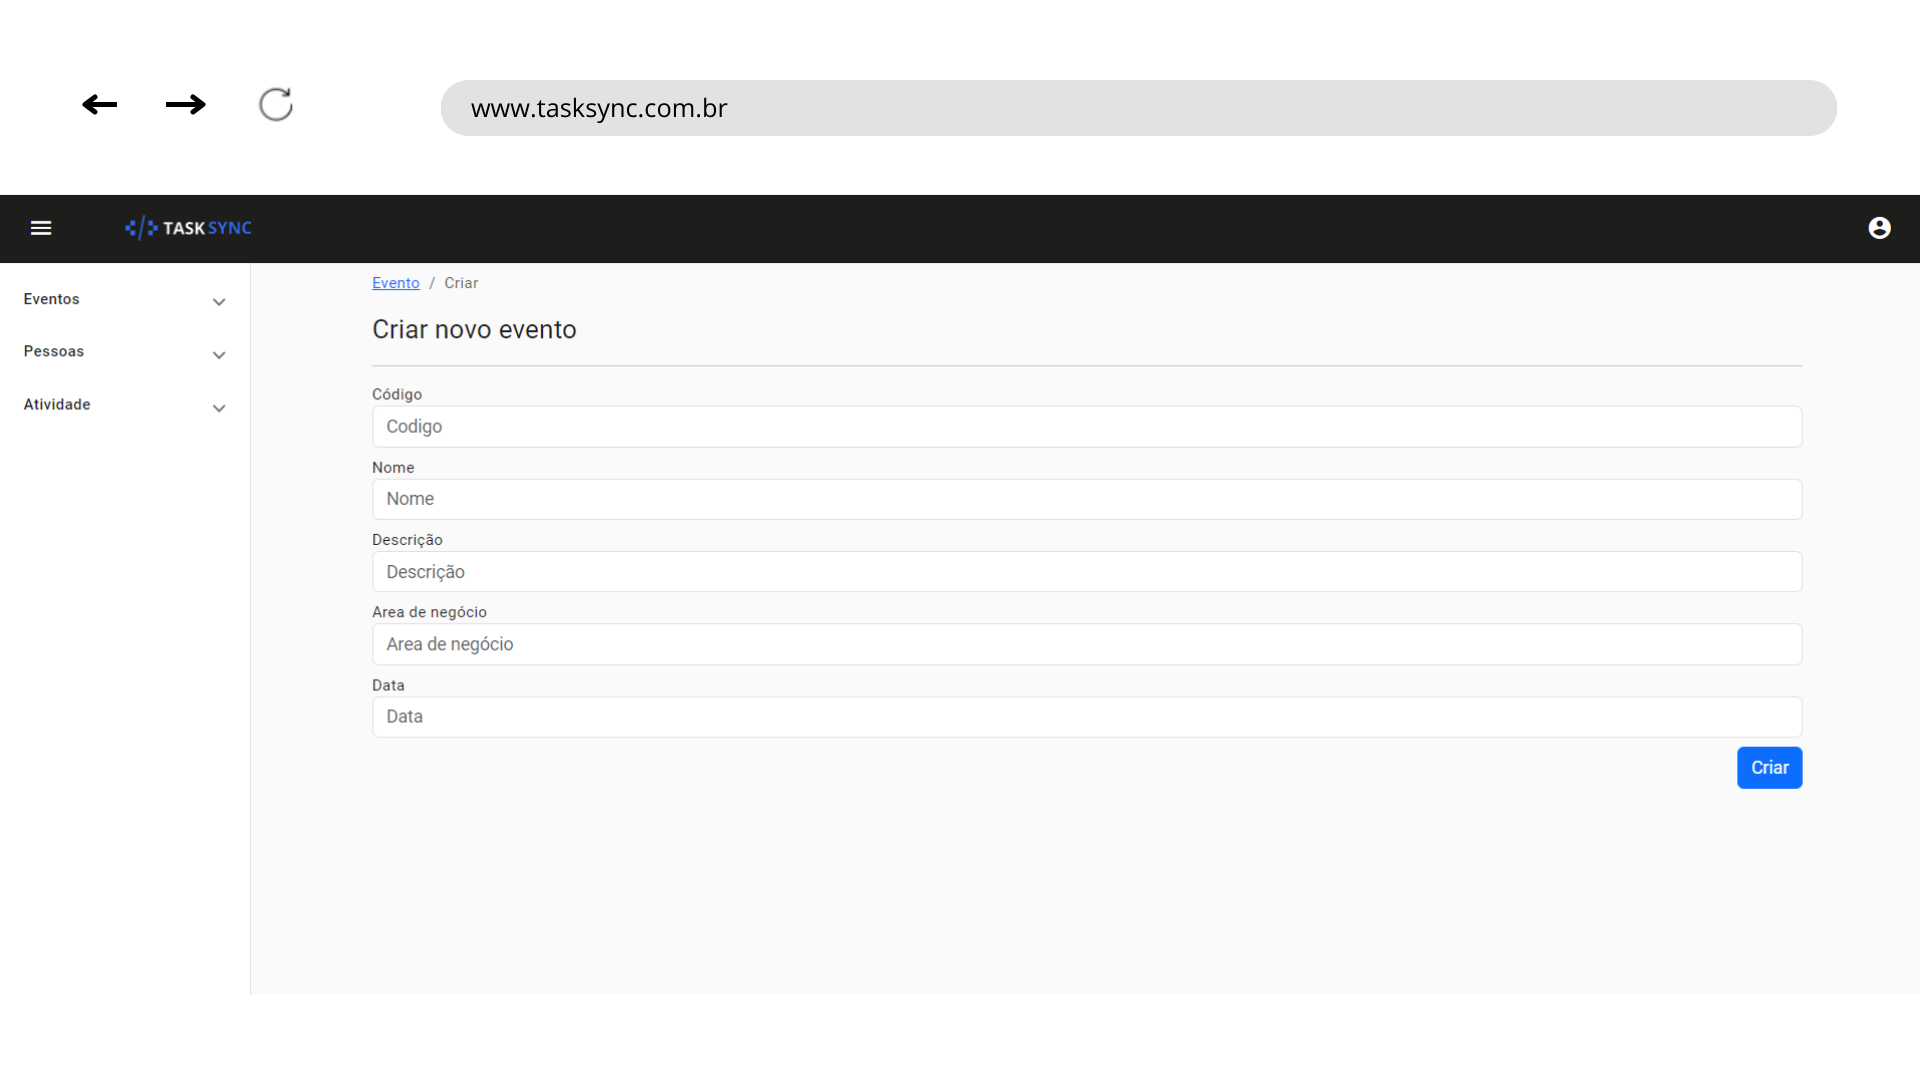 www.tasksync.com.br
TASK SYNC
Eventos
Pessoas
Atividade
Evento / Criar
Criar novo evento
Código
Codigo
Nome
Nome
Descrição
Descrição
Area de negócio
Area de negócio
Data
Data
Criar